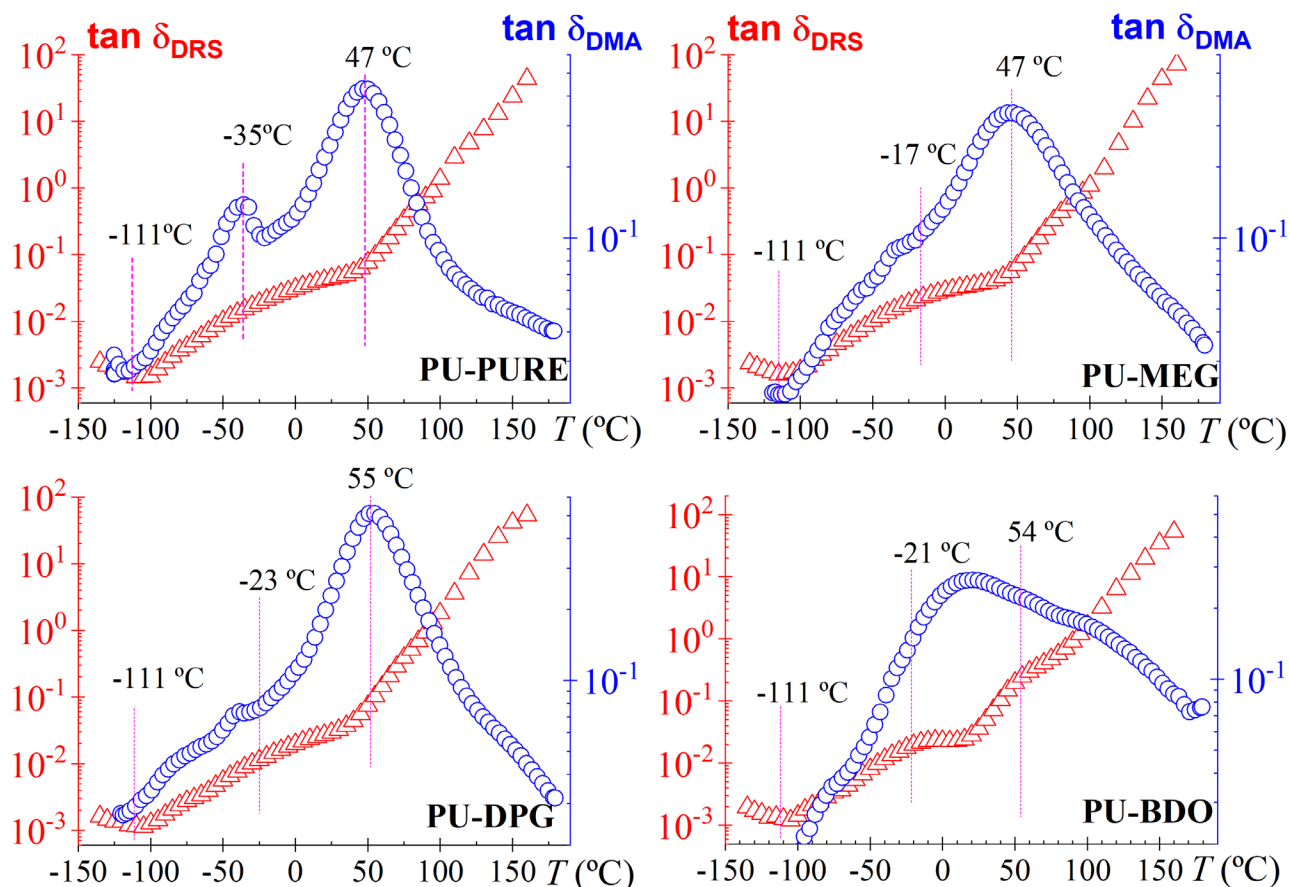 tan δDRS tan δDMA
47 ºC
-35ºC
-111ºC
10² 10¹ 10⁰ 10⁻¹ 10⁻² 10⁻³
10⁻¹
PU-PURE
-150 -100 -50 0 50 100 150 T (ºC)
tan δDRS tan δDMA
47 ºC
-17 ºC
-111 ºC
10² 10¹ 10⁰ 10⁻¹ 10⁻² 10⁻³
10⁻¹
PU-MEG
-150 -100 -50 0 50 100 150 T (ºC)
55 ºC
-23 ºC
-111 ºC
10² 10¹ 10⁰ 10⁻¹ 10⁻² 10⁻³
10⁻¹
PU-DPG
-150 -100 -50 0 50 100 150 T (ºC)
54 ºC
-21 ºC
-111 ºC
10² 10¹ 10⁰ 10⁻¹ 10⁻² 10⁻³
10⁻¹
PU-BDO
-150 -100 -50 0 50 100 150 T (ºC)